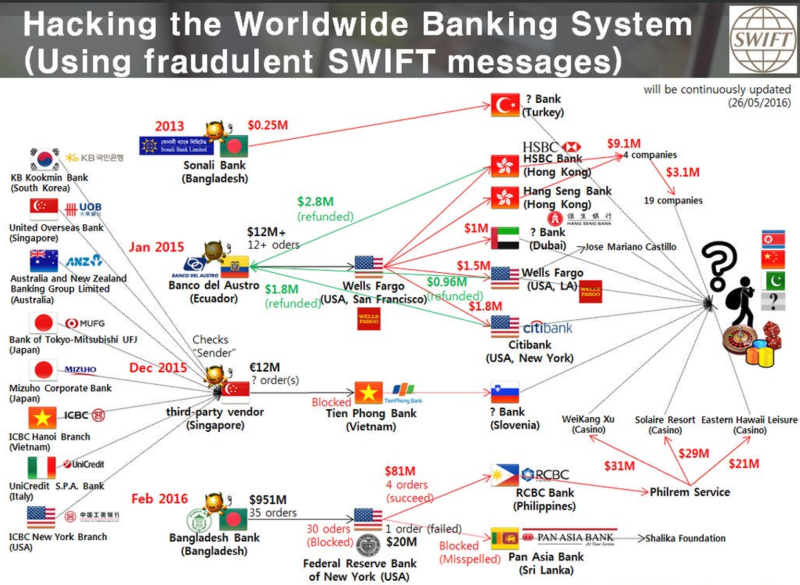 Hacking the Worldwide Banking System
(Using fraudulent SWIFT messages)
SWIFT
will be continuously updated
(26/05/2016)
2013
$0.25M
Sonali Bank Limited
Sonali Bank
(Bangladesh)
? Bank
(Turkey)
KB국민은행
KB Kookmin Bank
(South Korea)
UOB
United Overseas Bank
(Singapore)
ANZ
Australia and New Zealand
Banking Group Limited
(Australia)
MUFG
Bank of Tokyo-Mitsubishi UFJ
(Japan)
MIZUHO
Mizuho Corporate Bank
(Japan)
ICBC
ICBC Hanoi Branch
(Vietnam)
UniCredit
UniCredit S.P.A. Bank
(Italy)
中国工商银行
ICBC New York Branch
(USA)
Jan 2015
$12M+
12+ oders
BANCO DEL AUSTRO
Banco del Austro
(Ecuador)
$2.8M
(refunded)
$1.8M
(refunded)
Wells Fargo
(USA, San Francisco)
WELLS
FARGO
$0.96M
(refunded)
HSBC
HSBC Bank
(Hong Kong)
$9.1M
4 companies
$3.1M
19 companies
Hang Seng Bank
(Hong Kong)
恒生銀行
HANG SENG BANK
$1M
? Bank
(Dubai)
Jose Mariano Castillo
$1.5M
Wells Fargo
(USA, LA)
WELLS
FARGO
$1.8M
citibank
Citibank
(USA, New York)
?
?
Checks
"Sender"
Dec 2015
€12M
? order(s)
third-party vendor
(Singapore)
Blocked
TienPhong Bank
Tien Phong Bank
(Vietnam)
? Bank
(Slovenia)
WeiKang Xu
(Casino)
Solaire Resort
(Casino)
Eastern Hawaii Leisure
(Casino)
$31M
$29M
$21M
Philrem Service
Feb 2016
$951M
35 orders
Bangladesh Bank
(Bangladesh)
$81M
4 orders
(succeed)
RCBC
RCBC Bank
(Philippines)
30 oders
(Blocked)
1 order (failed)
$20M
Federal Reserve Bank
of New York (USA)
Blocked
(Misspelled)
PAN ASIA BANK
Pan Asia Bank
(Sri Lanka)
Shalika Foundation